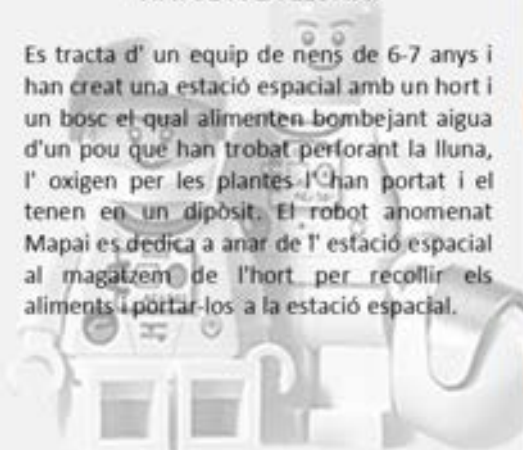 Es tracta d' un equip de nens de 6-7 anys i
han creat una estació espacial amb un hort i
un bosc el qual alimenten bombejant aigua
d'un pou que han trobat perforant la lluna,
l' oxigen per les plantes l' han portat i el
tenen en un dipòsit. El robot anomenat
Mapai es dedica a anar de l' estació espacial
al magatzem de l'hort per recollir els
aliments i portar-los a la estació espacial.